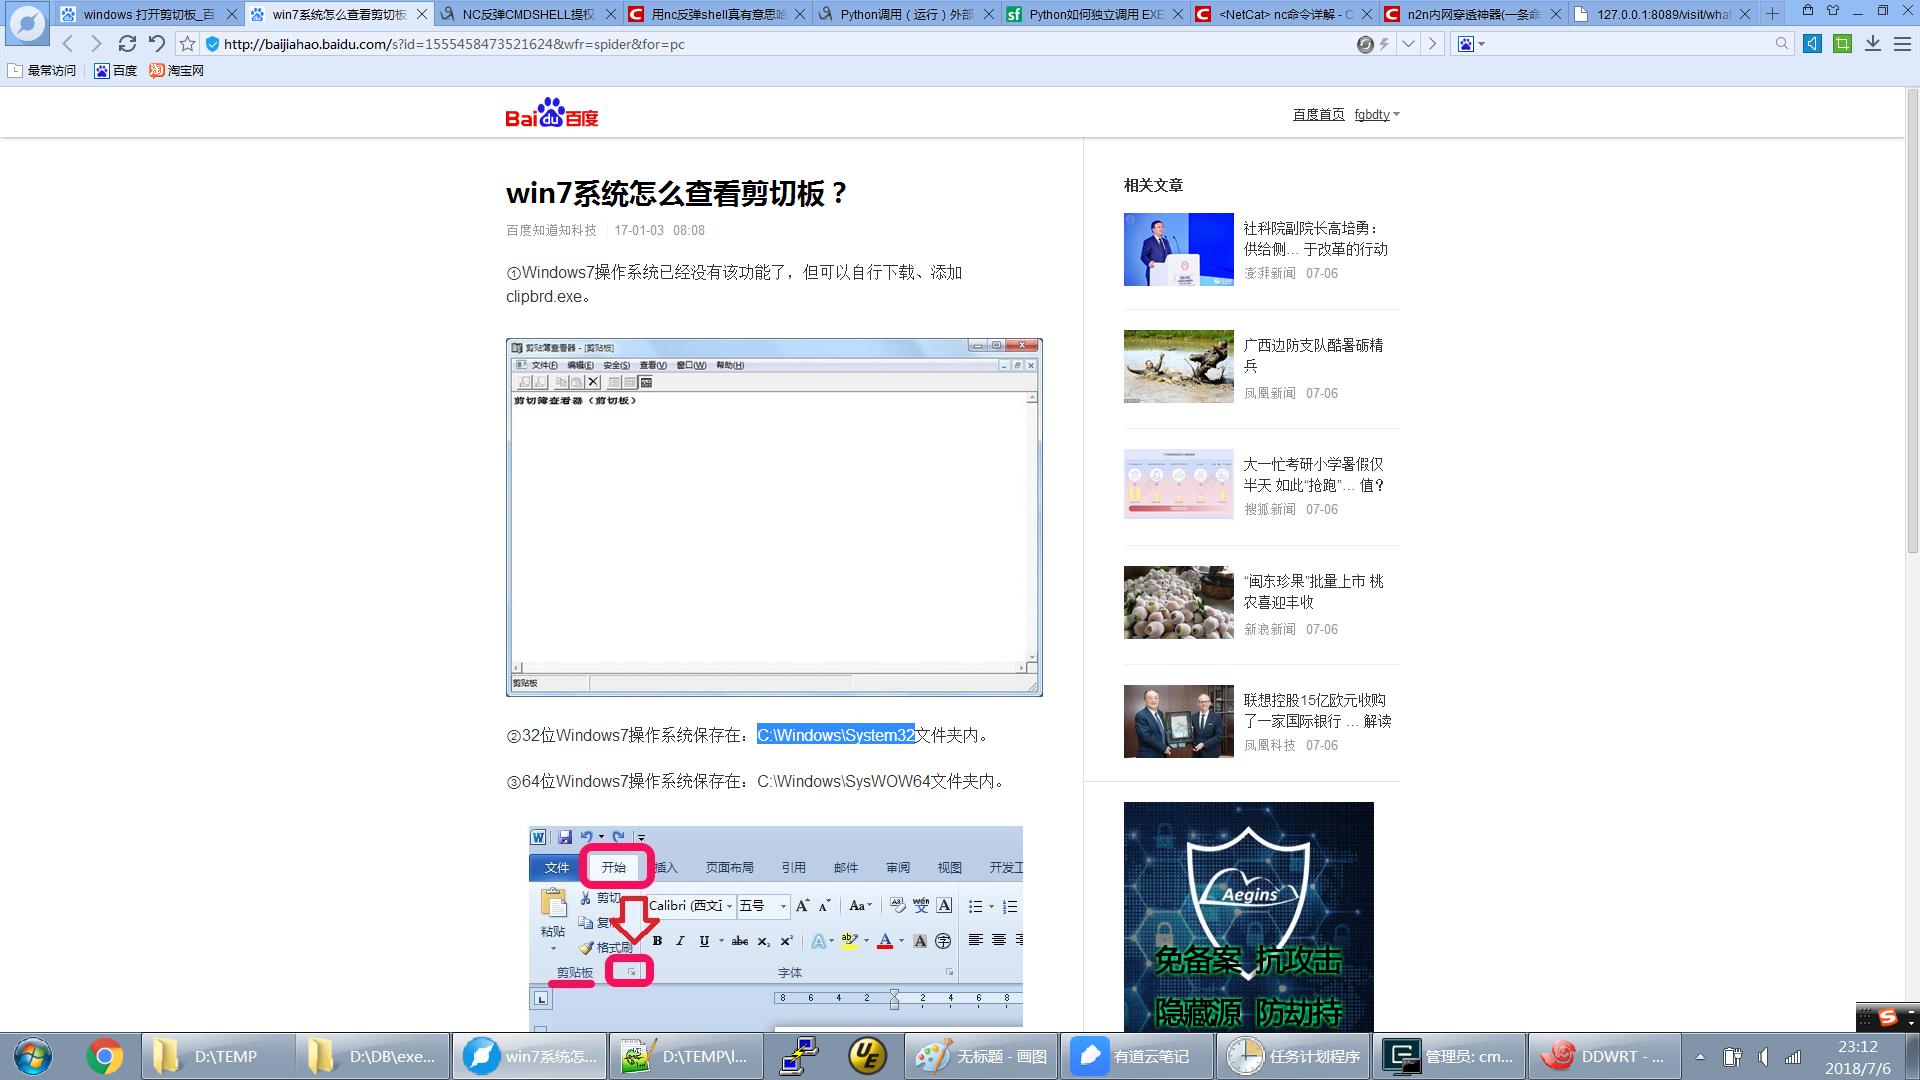 windows 打开剪切板_百
win7系统怎么查看剪切板
NC反弹CMDSHELL提权
用nc反弹shell真有意思哈
Python调用（运行）外部
Python如何独立调用 EXE
<NetCat> nc命令详解 - C
n2n内网穿透神器(一条命
127.0.0.1:8089/visit/what
http://baijiahao.baidu.com/s?id=1555458473521624&wfr=spider&for=pc
最常访问
百度
淘宝网
Bai du 百度
百度首页
fgbdty
win7系统怎么查看剪切板？
百度知道知科技 17-01-03 08:08
①Windows7操作系统已经没有该功能了，但可以自行下载、添加
clipbrd.exe。
剪贴簿查看器 - [剪贴板]
文件(F) 编辑(E) 安全(S) 查看(V) 窗口(W) 帮助(H)
剪切簿查看器（剪切板）
剪贴板
②32位Windows7操作系统保存在：C:\Windows\System32文件夹内。
③64位Windows7操作系统保存在：C:\Windows\SysWOW64文件夹内。
文件 开始 插入 页面布局 引用 邮件 审阅 视图 开发工
剪切
Calibri (西文正 五号
粘贴
格式刷
剪贴板
字体
8 6 4 2 2 4 6 8
相关文章
社科院副院长高培勇：
供给侧... 于改革的行动
澎湃新闻 07-06
广西边防支队酷暑砺精
兵
凤凰新闻 07-06
大一忙考研小学暑假仅
半天 如此“抢跑”... 值?
搜狐新闻 07-06
“闽东珍果”批量上市 桃
农喜迎丰收
新浪新闻 07-06
联想控股15亿欧元收购
了一家国际银行 ... 解读
凤凰科技 07-06
Aegins
免备案 抗攻击
隐藏源 防劫持
D:\TEMP
D:\DB\exe...
win7系统怎...
D:\TEMP\l...
无标题 - 画图
有道云笔记
任务计划程序
管理员: cm...
DDWRT - ...
23:12
2018/7/6